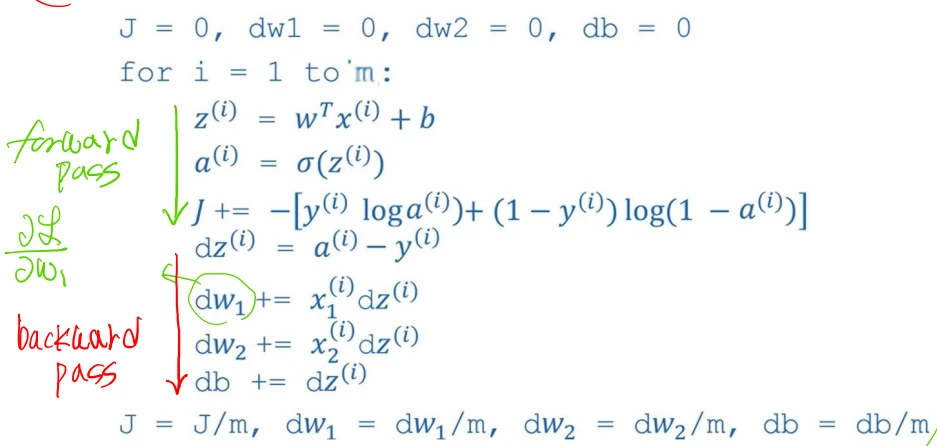 J = 0, dw1 = 0, dw2 = 0, db = 0
for i = 1 to m:
z⁽ⁱ⁾ = wᵀx⁽ⁱ⁾ + b
forward
pass
a⁽ⁱ⁾ = σ(z⁽ⁱ⁾)
J += −[y⁽ⁱ⁾ log a⁽ⁱ⁾)+ (1 − y⁽ⁱ⁾) log(1 − a⁽ⁱ⁾)]
∂ℒ/∂w₁
dz⁽ⁱ⁾ = a⁽ⁱ⁾ − y⁽ⁱ⁾
dw₁ += x₁⁽ⁱ⁾dz⁽ⁱ⁾
backward
pass
dw₂ += x₂⁽ⁱ⁾dz⁽ⁱ⁾
db += dz⁽ⁱ⁾
J = J/m, dw₁ = dw₁/m, dw₂ = dw₂/m, db = db/m